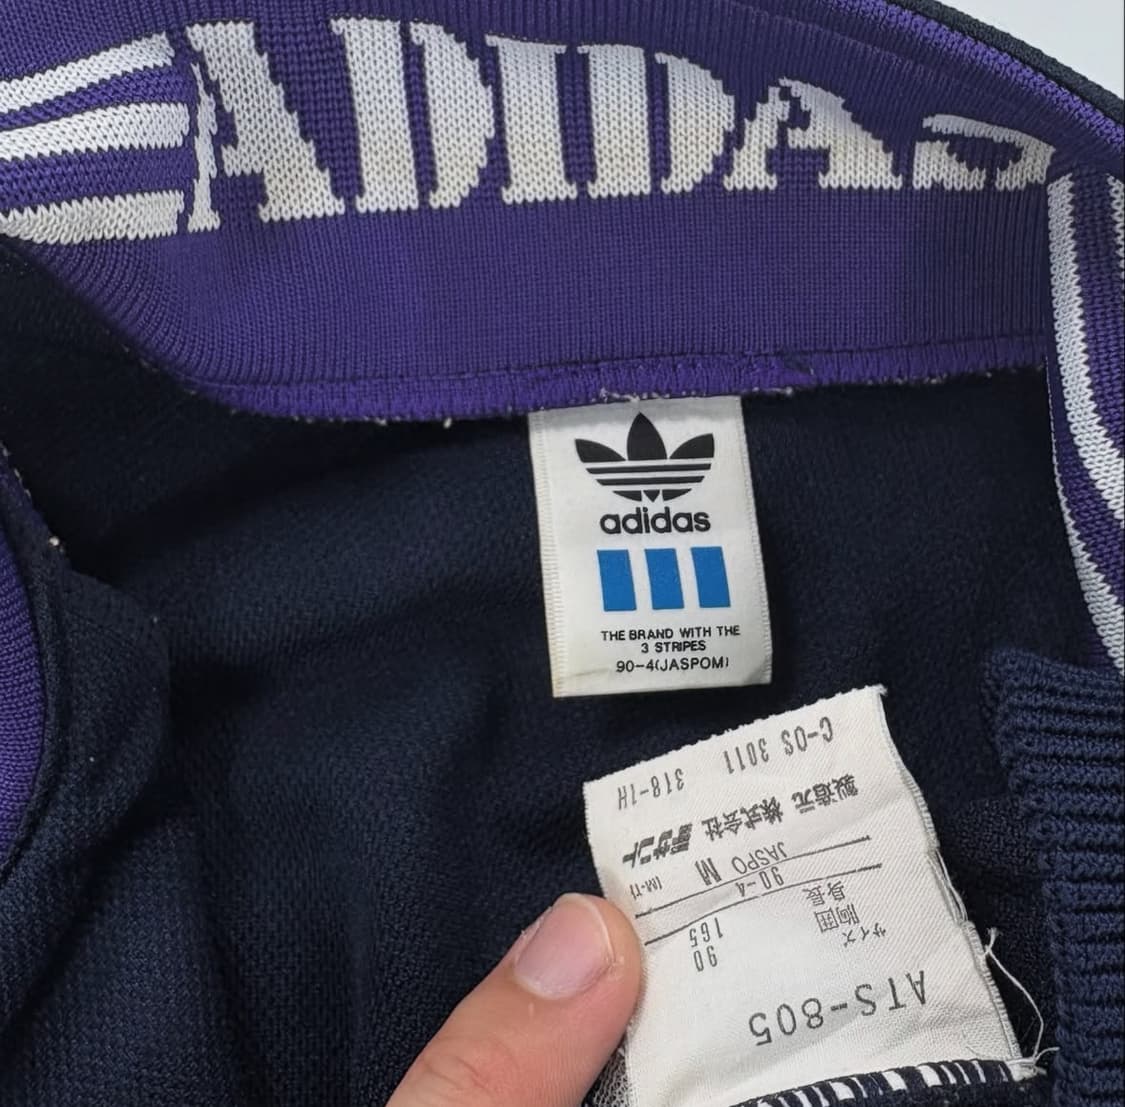 ADIDAS
adidas
THE BRAND WITH THE
3 STRIPES
90-4(JASPOM)
ATS-805
サイズ
胸囲 90
身長 165
90-4
JASPO M
製造元 株式会社 デサント
C-OS 3011 318-1H